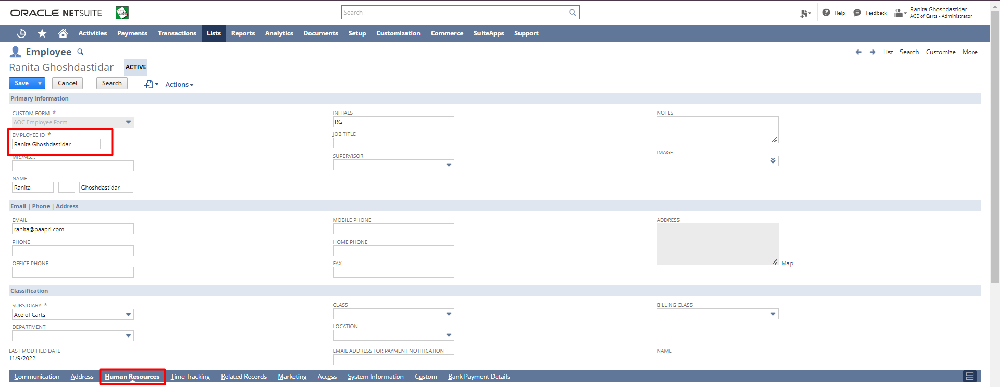 ORACLE NETSUITE
Search
Help
Feedback
Ranita Ghoshdastidar
ACE of Carts - Administrator
Activities Payments Transactions Lists Reports Analytics Documents Setup Customization Commerce SuiteApps Support
Employee
List Search Customize More
Ranita Ghoshdastidar ACTIVE
Save Cancel Search Actions
Primary Information
CUSTOM FORM *
AOC Employee Form
EMPLOYEE ID *
Ranita Ghoshdastidar
MR./MS...
NAME
Ranita Ghoshdastidar
INITIALS
RG
JOB TITLE
SUPERVISOR
NOTES
IMAGE
Email | Phone | Address
EMAIL
ranita@paapri.com
PHONE
OFFICE PHONE
MOBILE PHONE
HOME PHONE
FAX
ADDRESS
Map
Classification
SUBSIDIARY *
Ace of Carts
DEPARTMENT
CLASS
LOCATION
BILLING CLASS
LAST MODIFIED DATE
11/9/2022
EMAIL ADDRESS FOR PAYMENT NOTIFICATION
NAME
Communication Address Human Resources Time Tracking Related Records Marketing Access System Information Custom Bank Payment Details